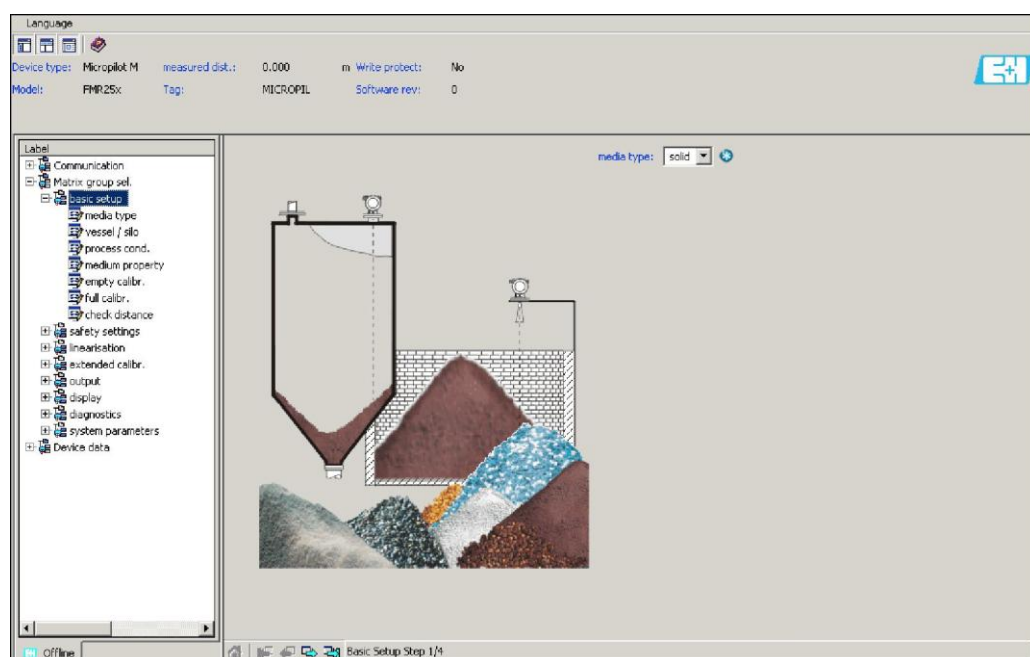 Language
Device type: Micropilot M measured dist.: 0.000 m Write protect: No
Model: FMR25x Tag: MICROPIL Software rev: 0
E+H
Label
Communication
Matrix group sel.
basic setup
media type
vessel / silo
process cond.
medium property
empty calibr.
full calibr.
check distance
safety settings
linearisation
extended calibr.
output
display
diagnostics
system parameters
Device data
media type: solid
Offline
Basic Setup Step 1/4